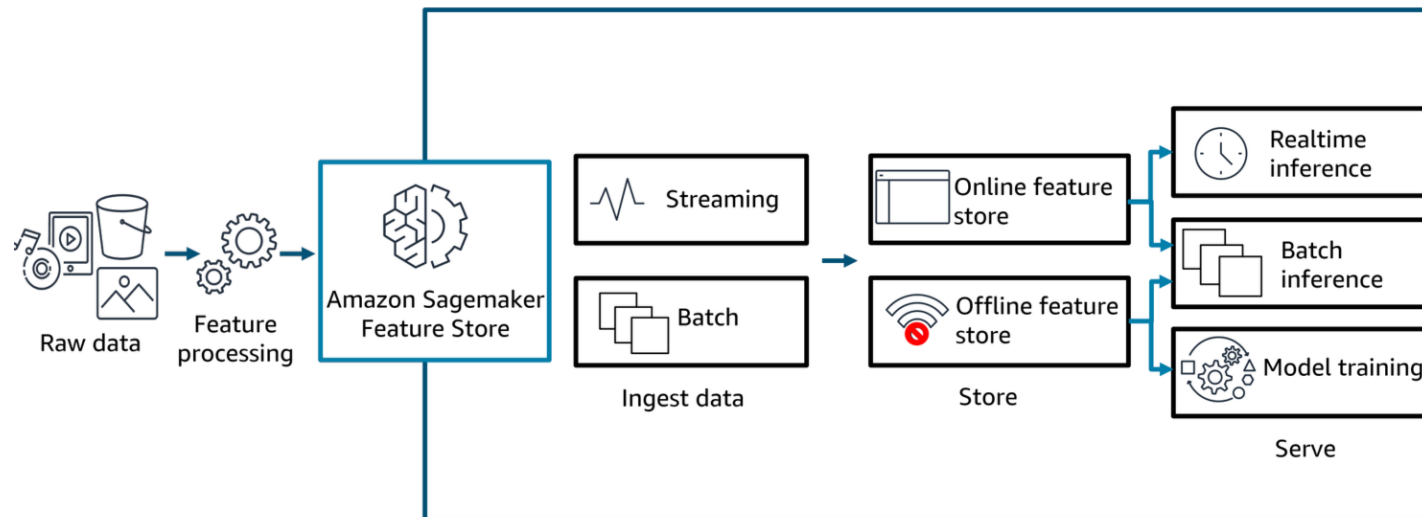 Raw data
Feature
processing
Amazon Sagemaker
Feature Store
Streaming
Batch
Ingest data
Online feature
store
Offline feature
store
Store
Realtime
inference
Batch
inference
Model training
Serve